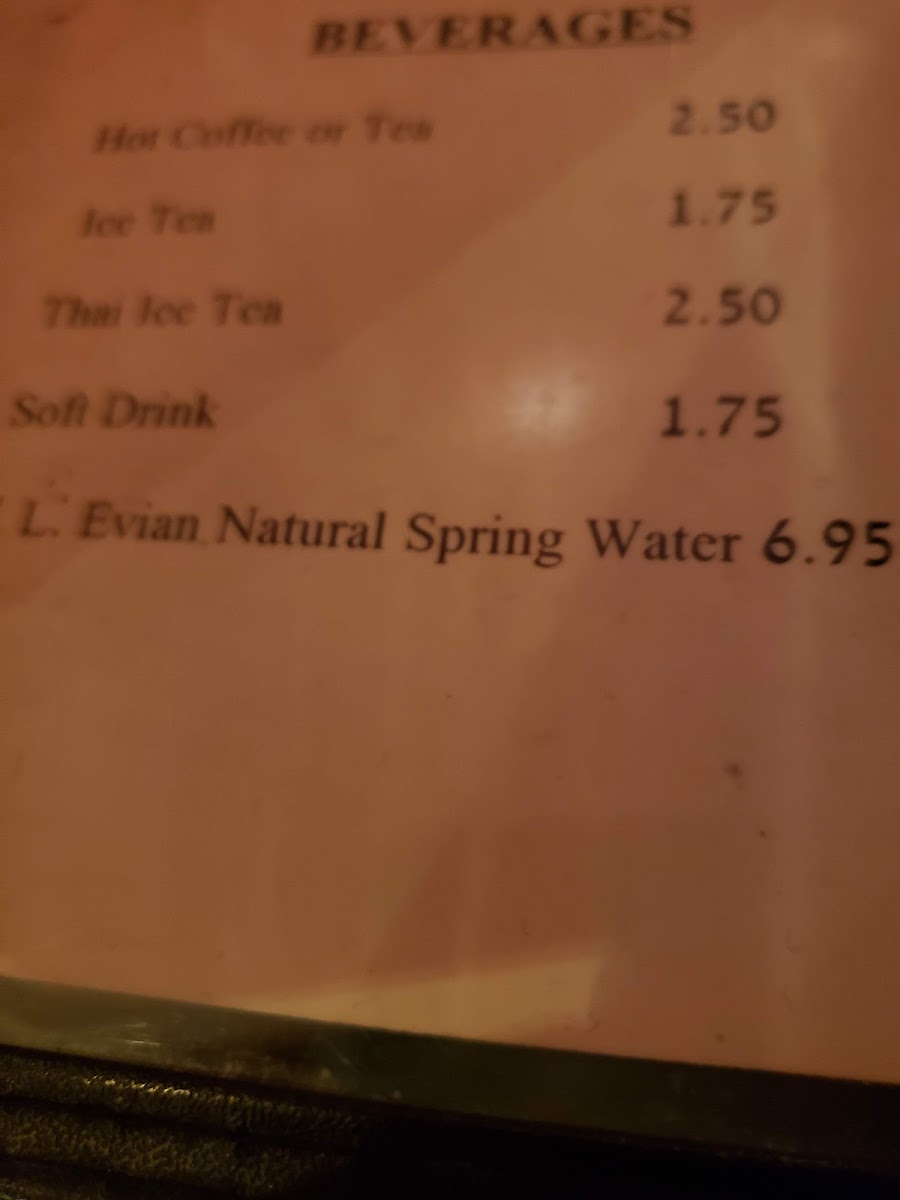 BEVERAGES
Hot Coffee or Tea 2.50
Ice Tea 1.75
Thai Ice Tea 2.50
Soft Drink 1.75
L. Evian Natural Spring Water 6.95